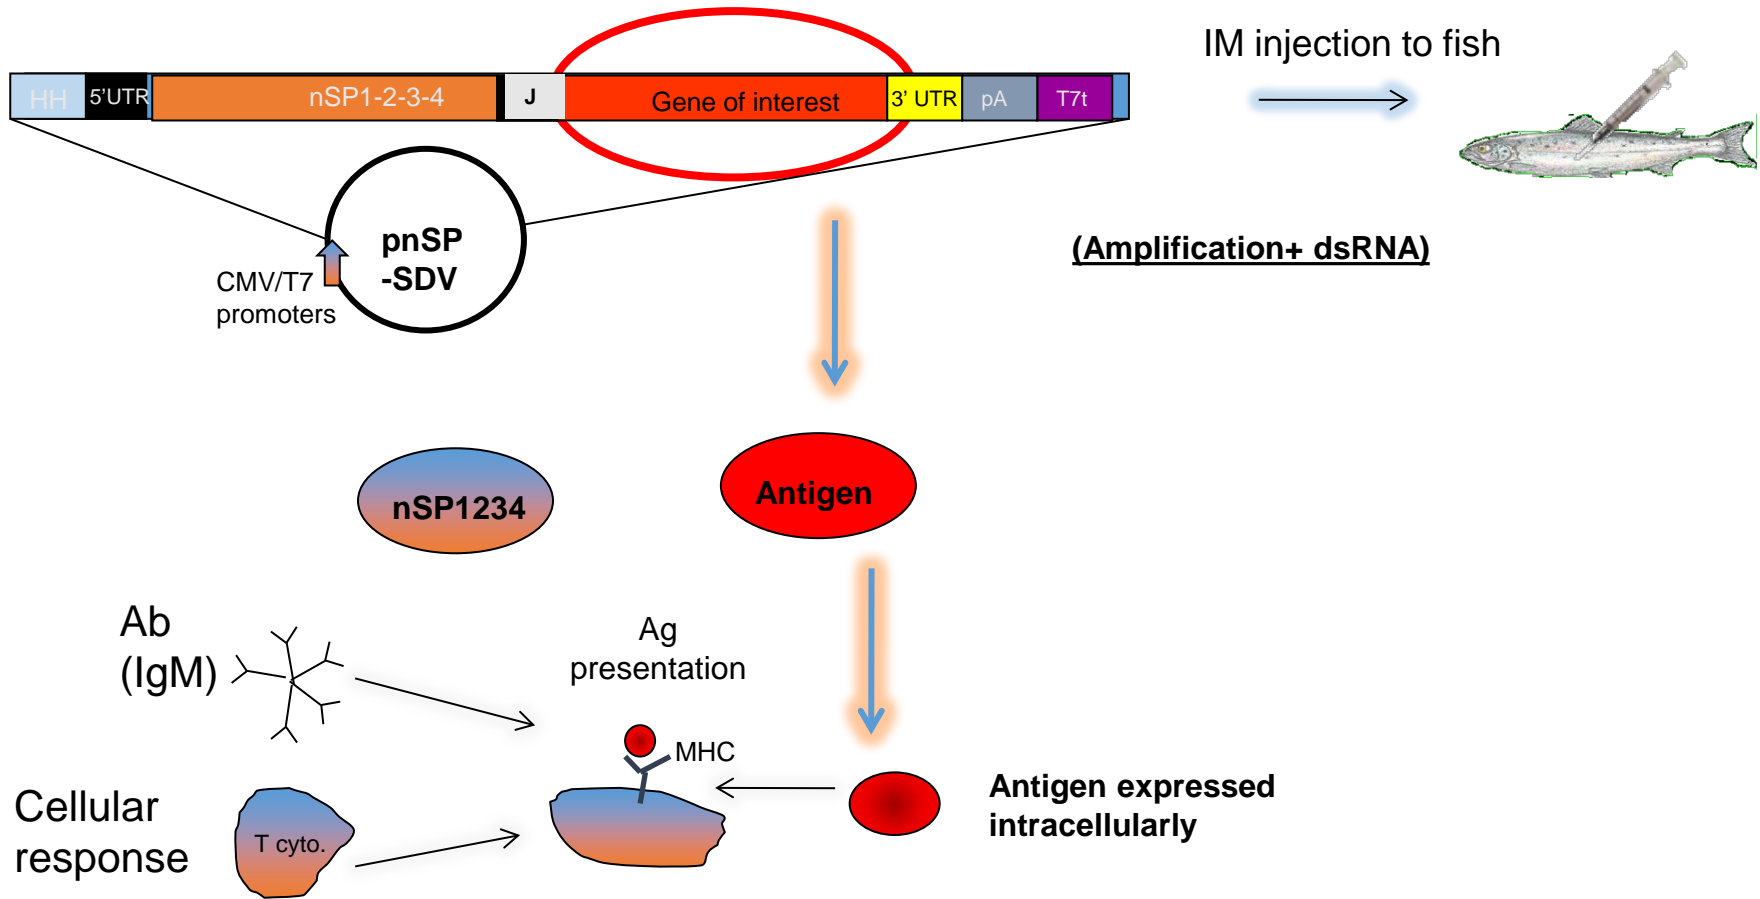 IM injection to fish
HH
5'UTR
nSP1-2-3-4
J
Gene of interest
3' UTR
pA
T7t
pnSP
-SDV
CMV/T7
promoters
(Amplification+ dsRNA)
nSP1234
Antigen
Ab
(IgM)
Ag
presentation
MHC
Cellular
response
T cyto.
Antigen expressed
intracellularly